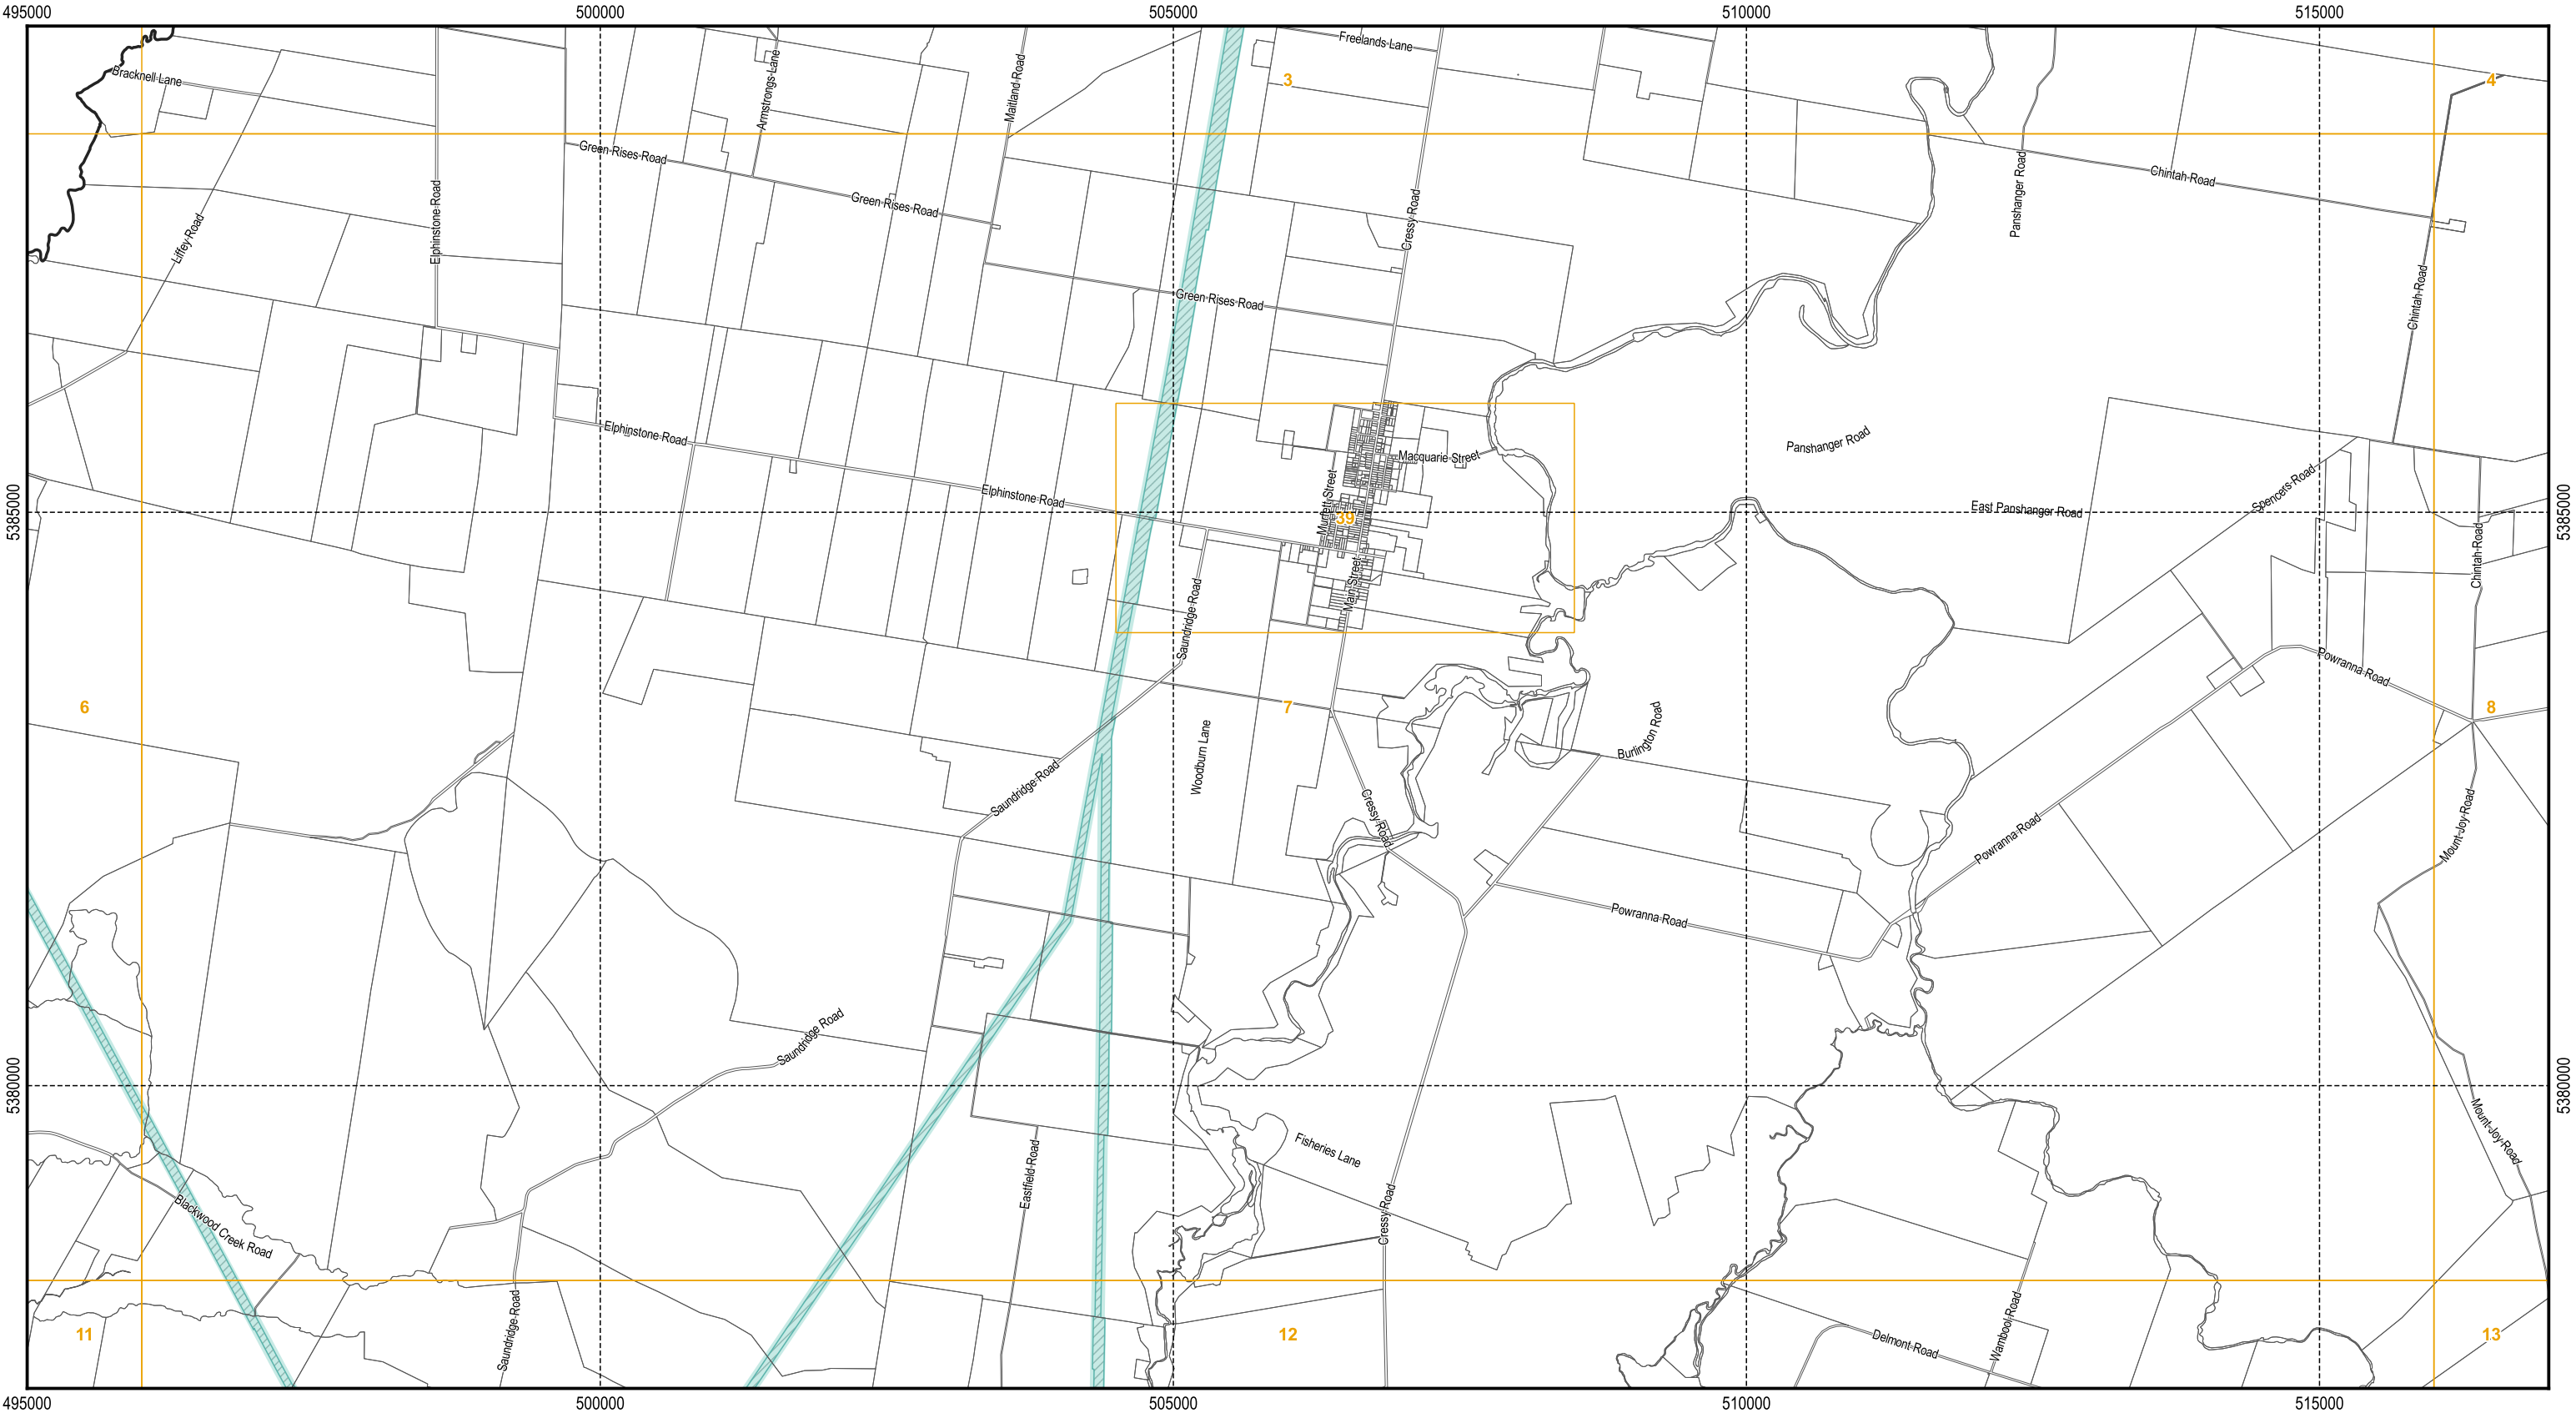 495000 500000 505000 510000 515000
Freelands Lane
Bracknell Lane
Armstrongs Lane
Maitland Road
3
4
Green Rises Road
Chintah Road
Panshanger Road
Elphinstone Road
Liffey Road
Green Rises Road
Cressy Road
Green Rises Road
Chintah Road
Elphinstone Road
Macquarie Street
Panshanger Road
Spencers Road
Elphinstone Road
Murfett Street
39
East Panshanger Road
5385000
5385000
Chintah Road
Main Street
Saundridge Road
Powranna Road
6
7
8
Burlington Road
Woodburn Lane
Saundridge Road
Cressy Road
Powranna Road
Mount Joy Road
Powranna Road
Saundridge Road
5380000
5380000
Mount Joy Road
Fisheries Lane
Eastfield Road
Cressy Road
Blackwood Creek Road
Saundridge Road
11
12
13
Delmont Road
Wambool Road
495000 500000 505000 510000 515000